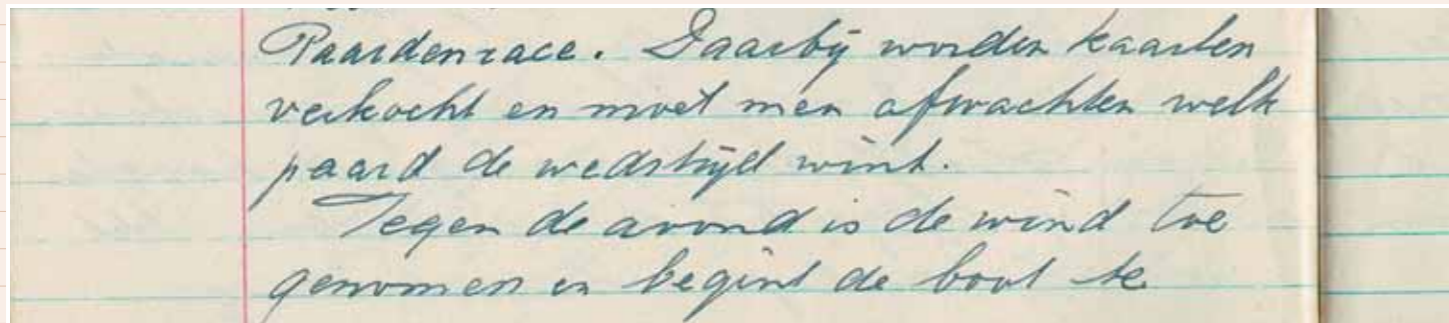 Paardenrace. Daarbij worden kaarten
verkocht en moet men afwachten welk
paard de wedstrijd wint.
Tegen de avond is de wind toe
genomen en begint de boot te